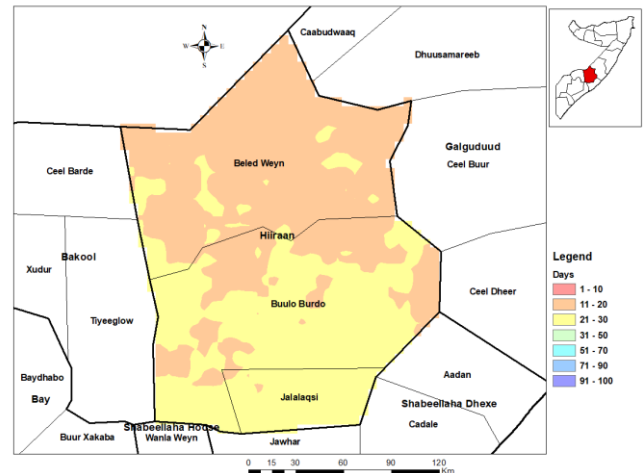 N
W E
S
Caabudwaaq
Dhuusamareeb
Galguduud
Ceel Buur
Beled Weyn
Ceel Barde
Hiiraan
Bakool
Xudur
Legend
Days
1 - 10
11 - 20
21 - 30
31 - 50
51 - 70
71 - 90
91 - 100
Ceel Dheer
Buulo Burdo
Tiyeeglow
Aadan
Baydhabo
Bay
Jalalaqsi
Shabeellaha Dhexe
Cadale
Shabeellaha Hoose
Buur Xakaba
Wanla Weyn
Jawhar
0 15 30 60 90 120
Km